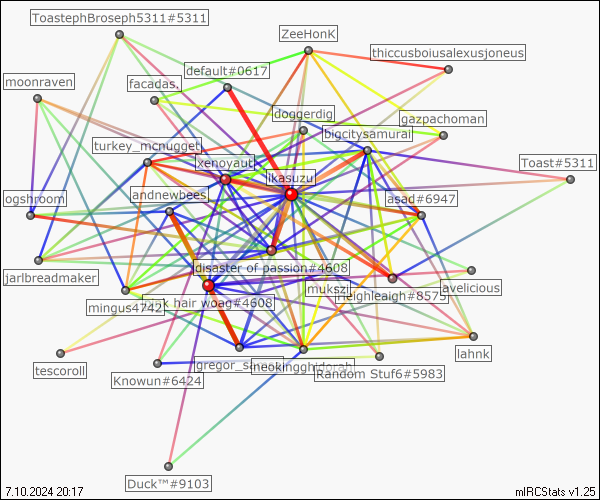 ToastephBroseph5311#5311
ZeeHonK
thiccusboiusalexusjoneus
default#0617
moonraven
facadas,
doggerdig
gazpachoman
bigcitysamurai
turkey_mcnugget
xenoyaut
Toast#5311
ikasuzu
ogshroom
andnewbees
asad#6947
disaster of passion#4608
jarlbreadmaker
mukszi
heighleaigh#8575
avelicious
mingus4742
hair woag#4608
lahnk
gregor_sa
neokingghidorah
tescoroll
Knowun#6424
Random Stuf6#5983
Duck™#9103
7.10.2024 20:17
mIRCStats v1.25